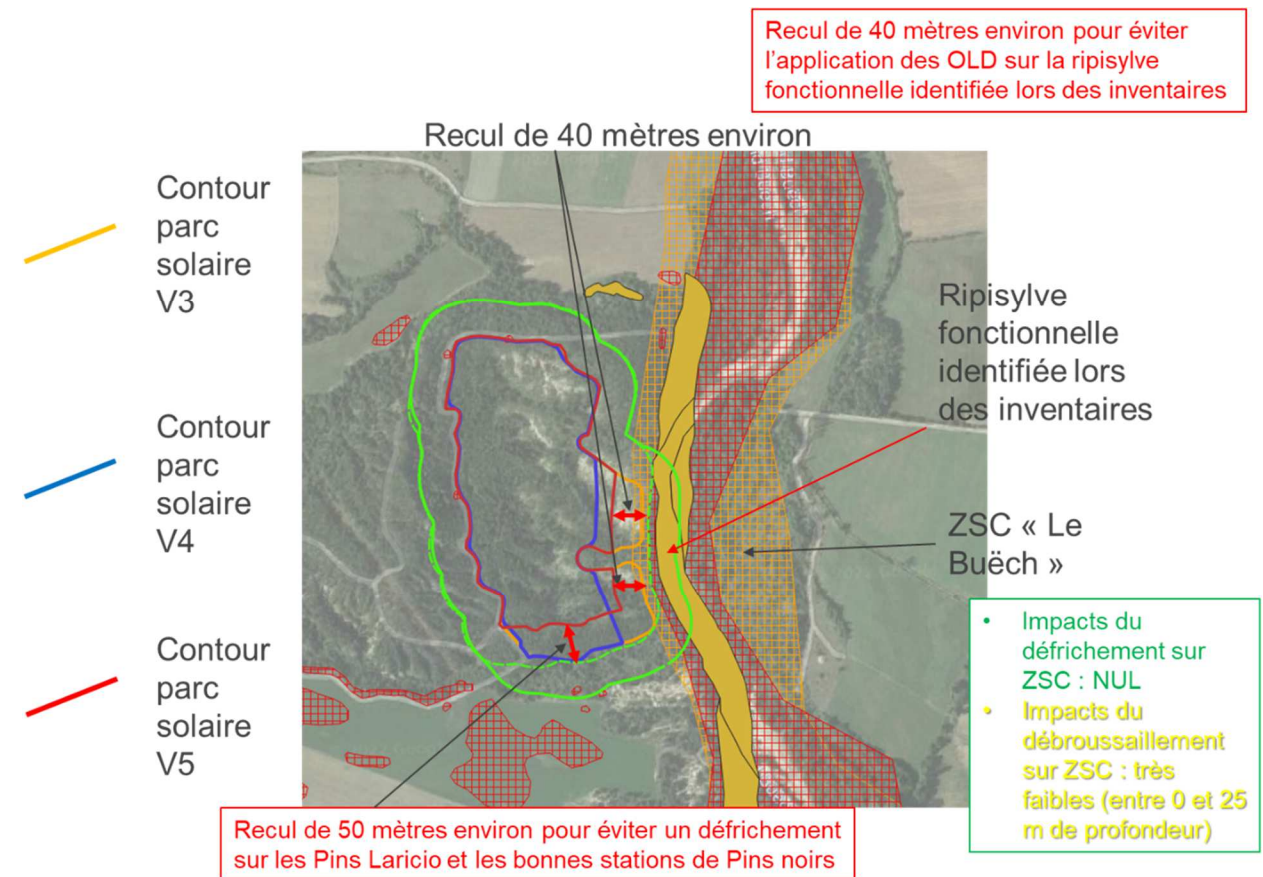 Recul de 40 mètres environ pour éviter
l'application des OLD sur la ripisylve
fonctionnelle identifiée lors des inventaires
Recul de 40 mètres environ
Contour
parc
solaire
V3
Contour
parc
solaire
V4
Contour
parc
solaire
V5
Ripisylve
fonctionnelle
identifiée lors
des inventaires
ZSC « Le
Buëch »
• Impacts du
défrichement sur
ZSC : NUL
• Impacts du
débroussaillement
sur ZSC : très
faibles (entre 0 et 25
m de profondeur)
Recul de 50 mètres environ pour éviter un défrichement
sur les Pins Laricio et les bonnes stations de Pins noirs